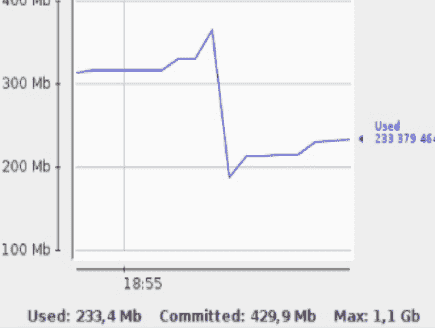 400 Mb
300 Mb
Used
233 379 464
200 Mb
100 Mb
18:55
Used: 233,4 Mb Committed: 429,9 Mb Max: 1,1 Gb